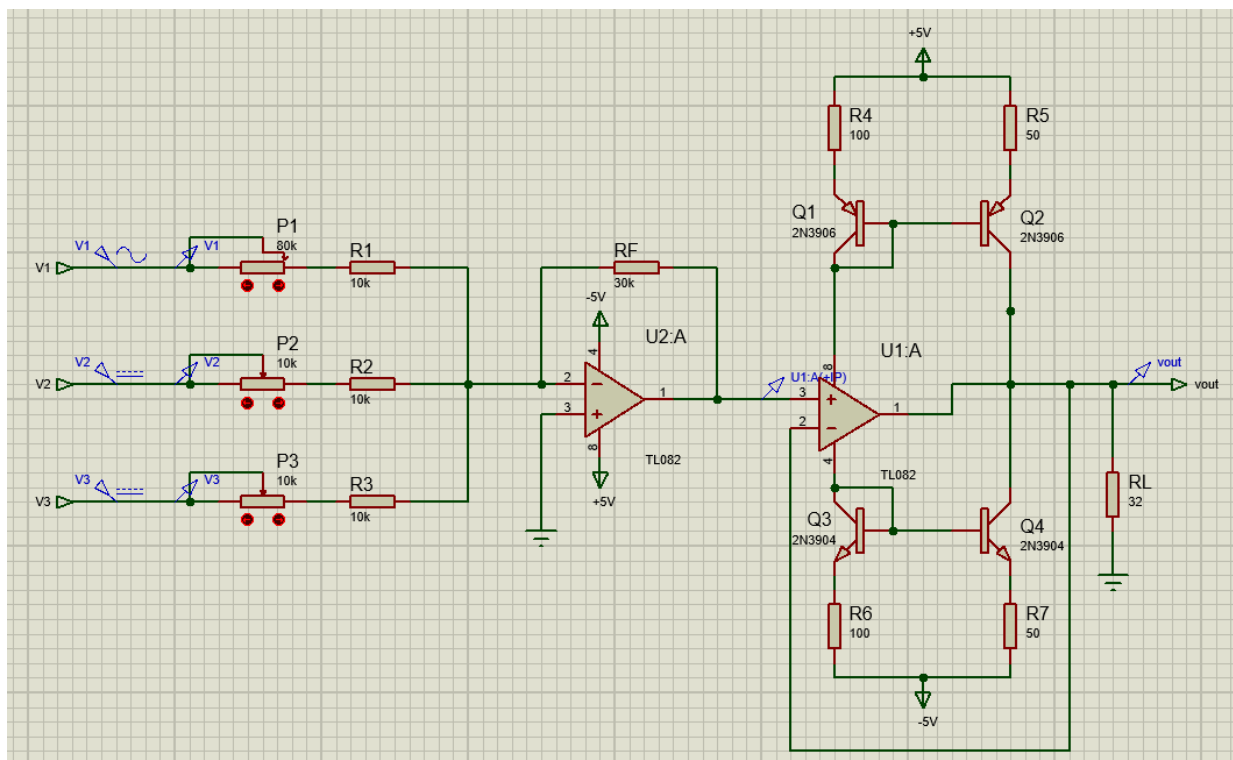 +5V
R4
100
R5
50
Q1
2N3906
Q2
2N3906
V1
V1
V1
P1
80k
R1
10k
RF
30k
-5V
4
U2:A
2
3
1
8
TL082
+5V
V2
V2
V2
P2
10k
R2
10k
V3
V3
V3
P3
10k
R3
10k
U1:A(+IP)
8
U1:A
3
2
1
4
TL082
vout
vout
RL
32
Q3
2N3904
Q4
2N3904
R6
100
R7
50
-5V